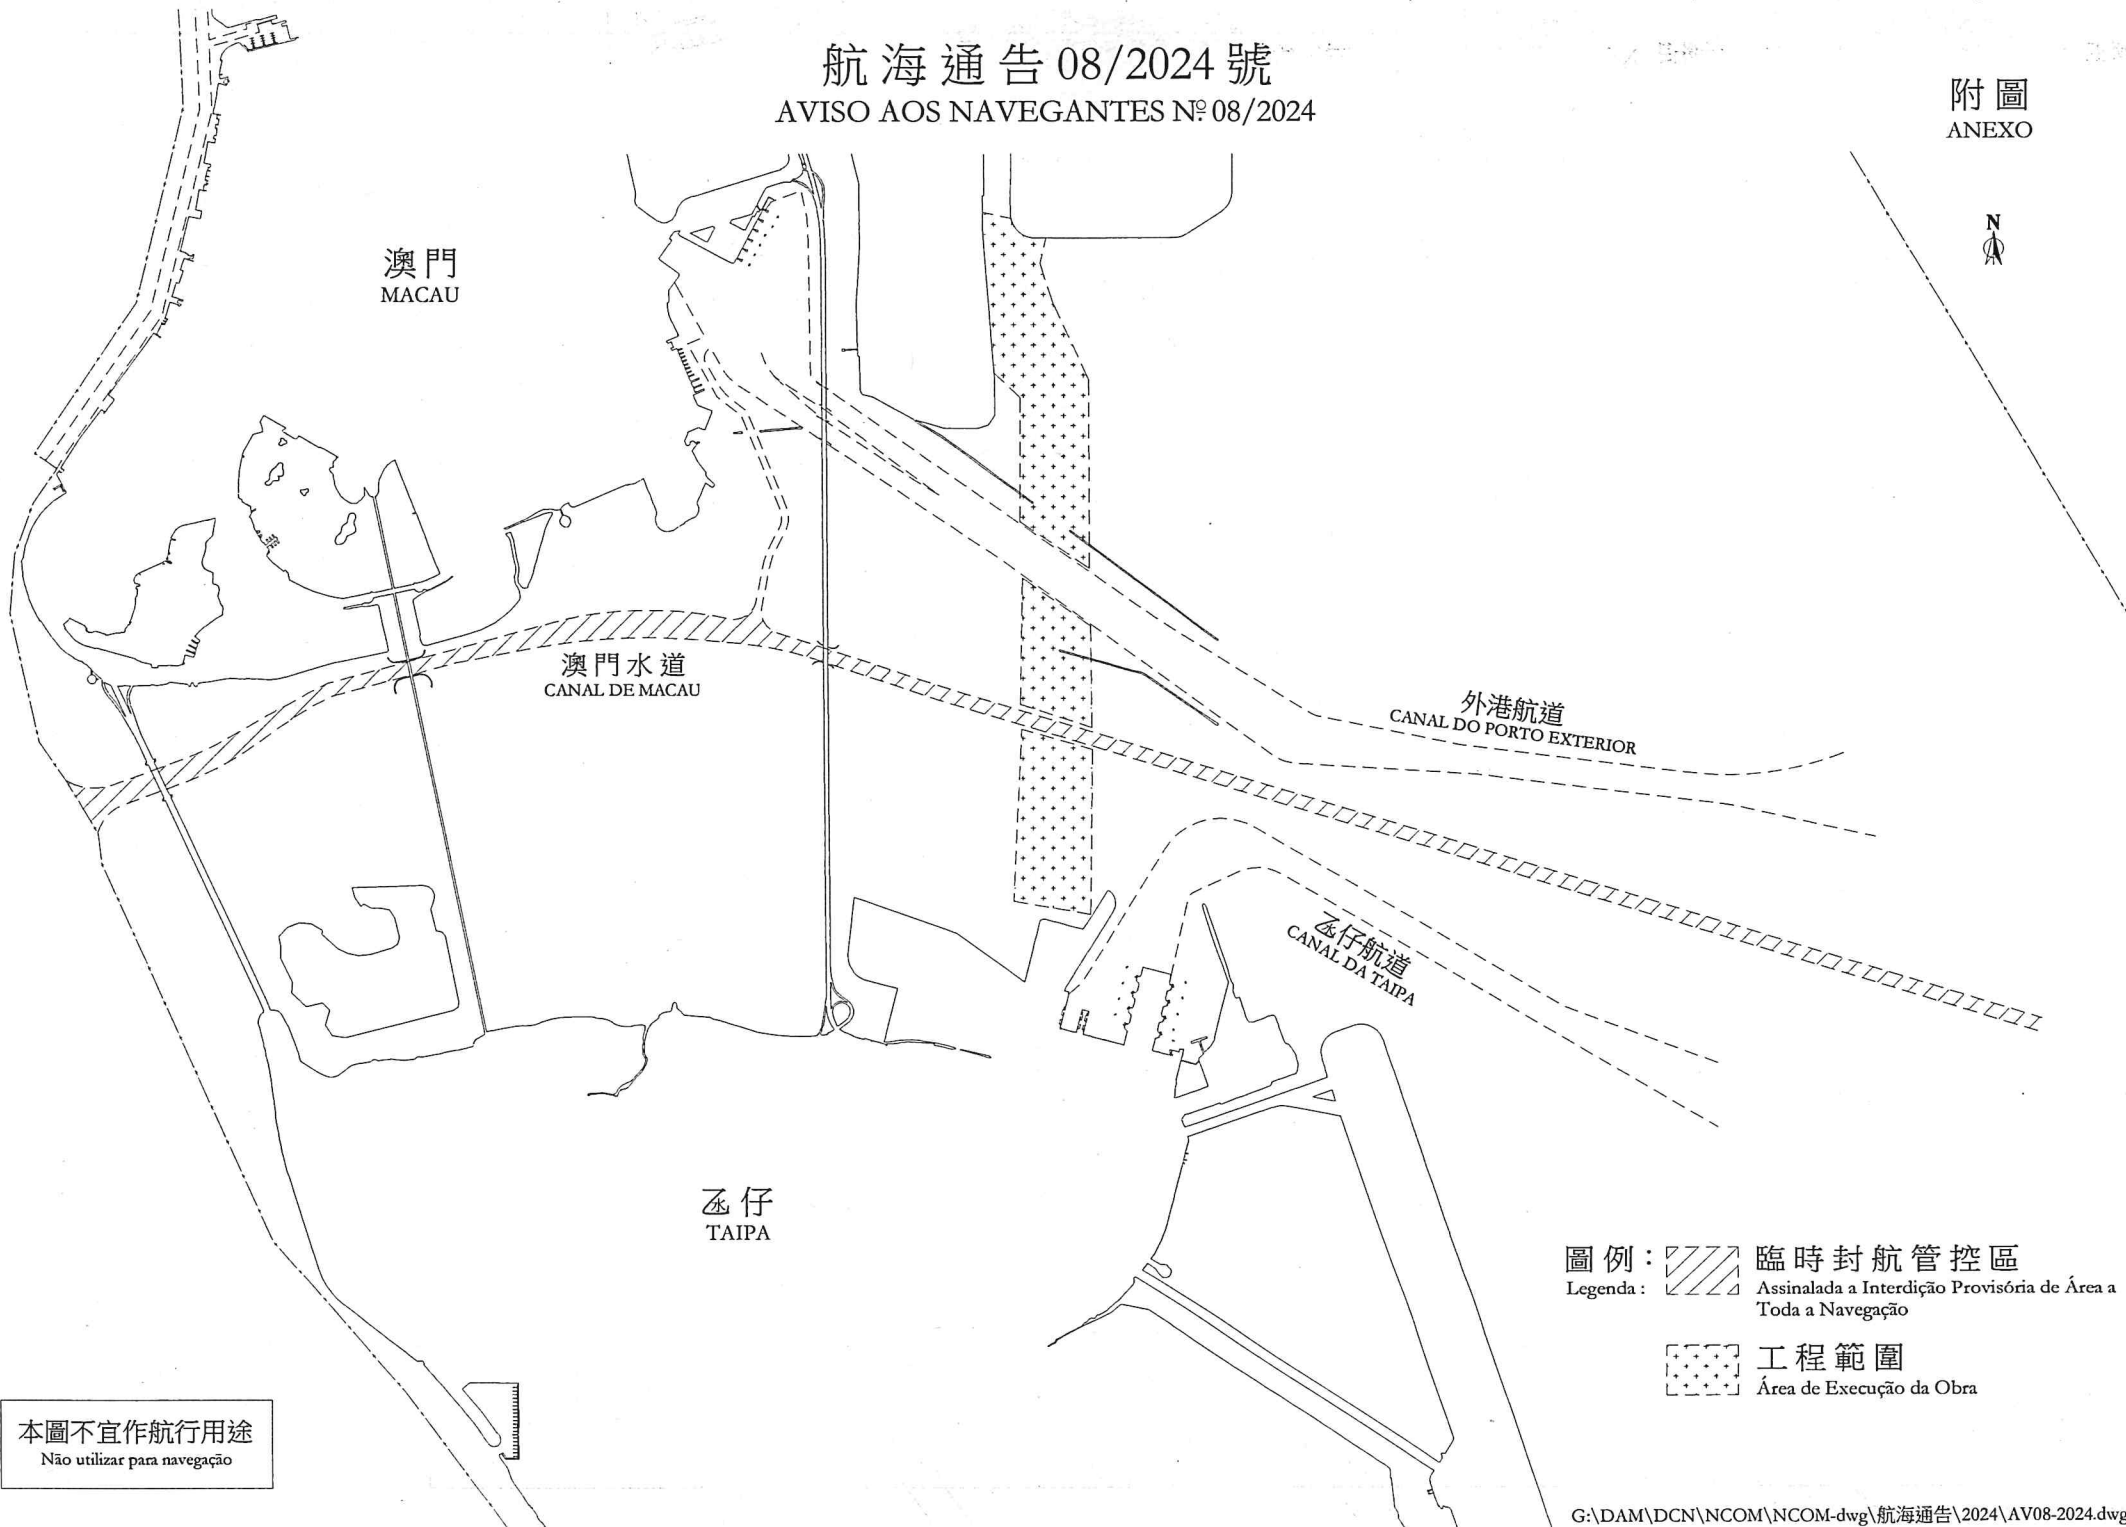 航海通告08/2024號
AVISO AOS NAVEGANTES Nº 08/2024
附圖
ANEXO
N
澳門
MACAU
澳門水道
CANAL DE MACAU
外港航道
CANAL DO PORTO EXTERIOR
氹仔航道
CANAL DA TAIPA
氹仔
TAIPA
圖例：
Legenda :
臨時封航管控區
Assinalada a Interdição Provisória de Área a
Toda a Navegação
工程範圍
Área de Execução da Obra
本圖不宜作航行用途
Não utilizar para navegação
G:\DAM\DCN\NCOM\NCOM-dwg\航海通告\2024\AV08-2024.dwg